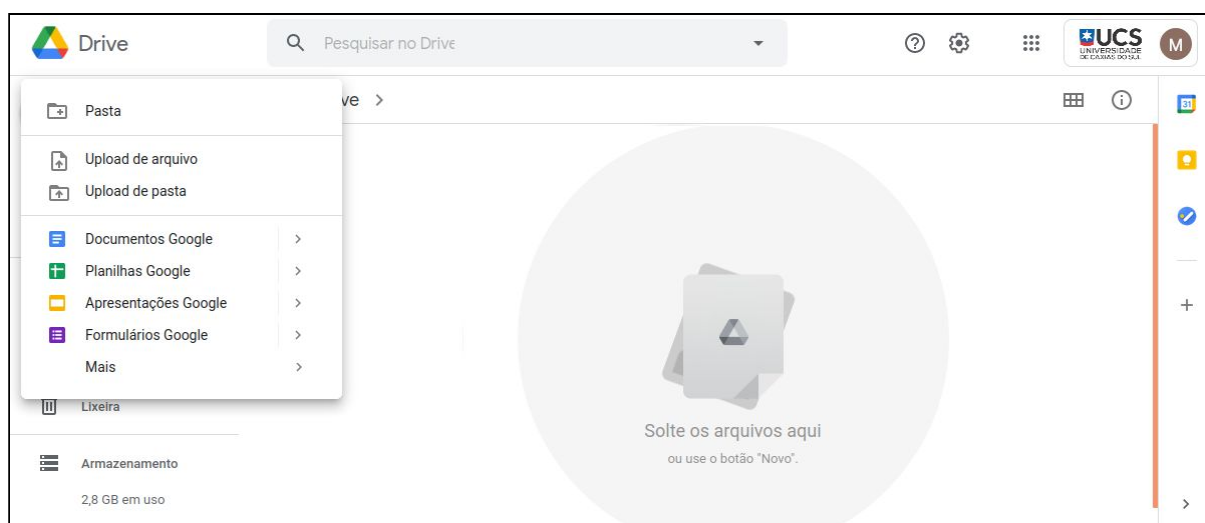 Drive
Pesquisar no Drive
UCS
UNIVERSIDADE
DE CAXIAS DO SUL
M
ve >
Pasta
Upload de arquivo
Upload de pasta
Documentos Google
Planilhas Google
Apresentações Google
Formulários Google
Mais
Lixeira
Armazenamento
2,8 GB em uso
Solte os arquivos aqui
ou use o botão "Novo".
31